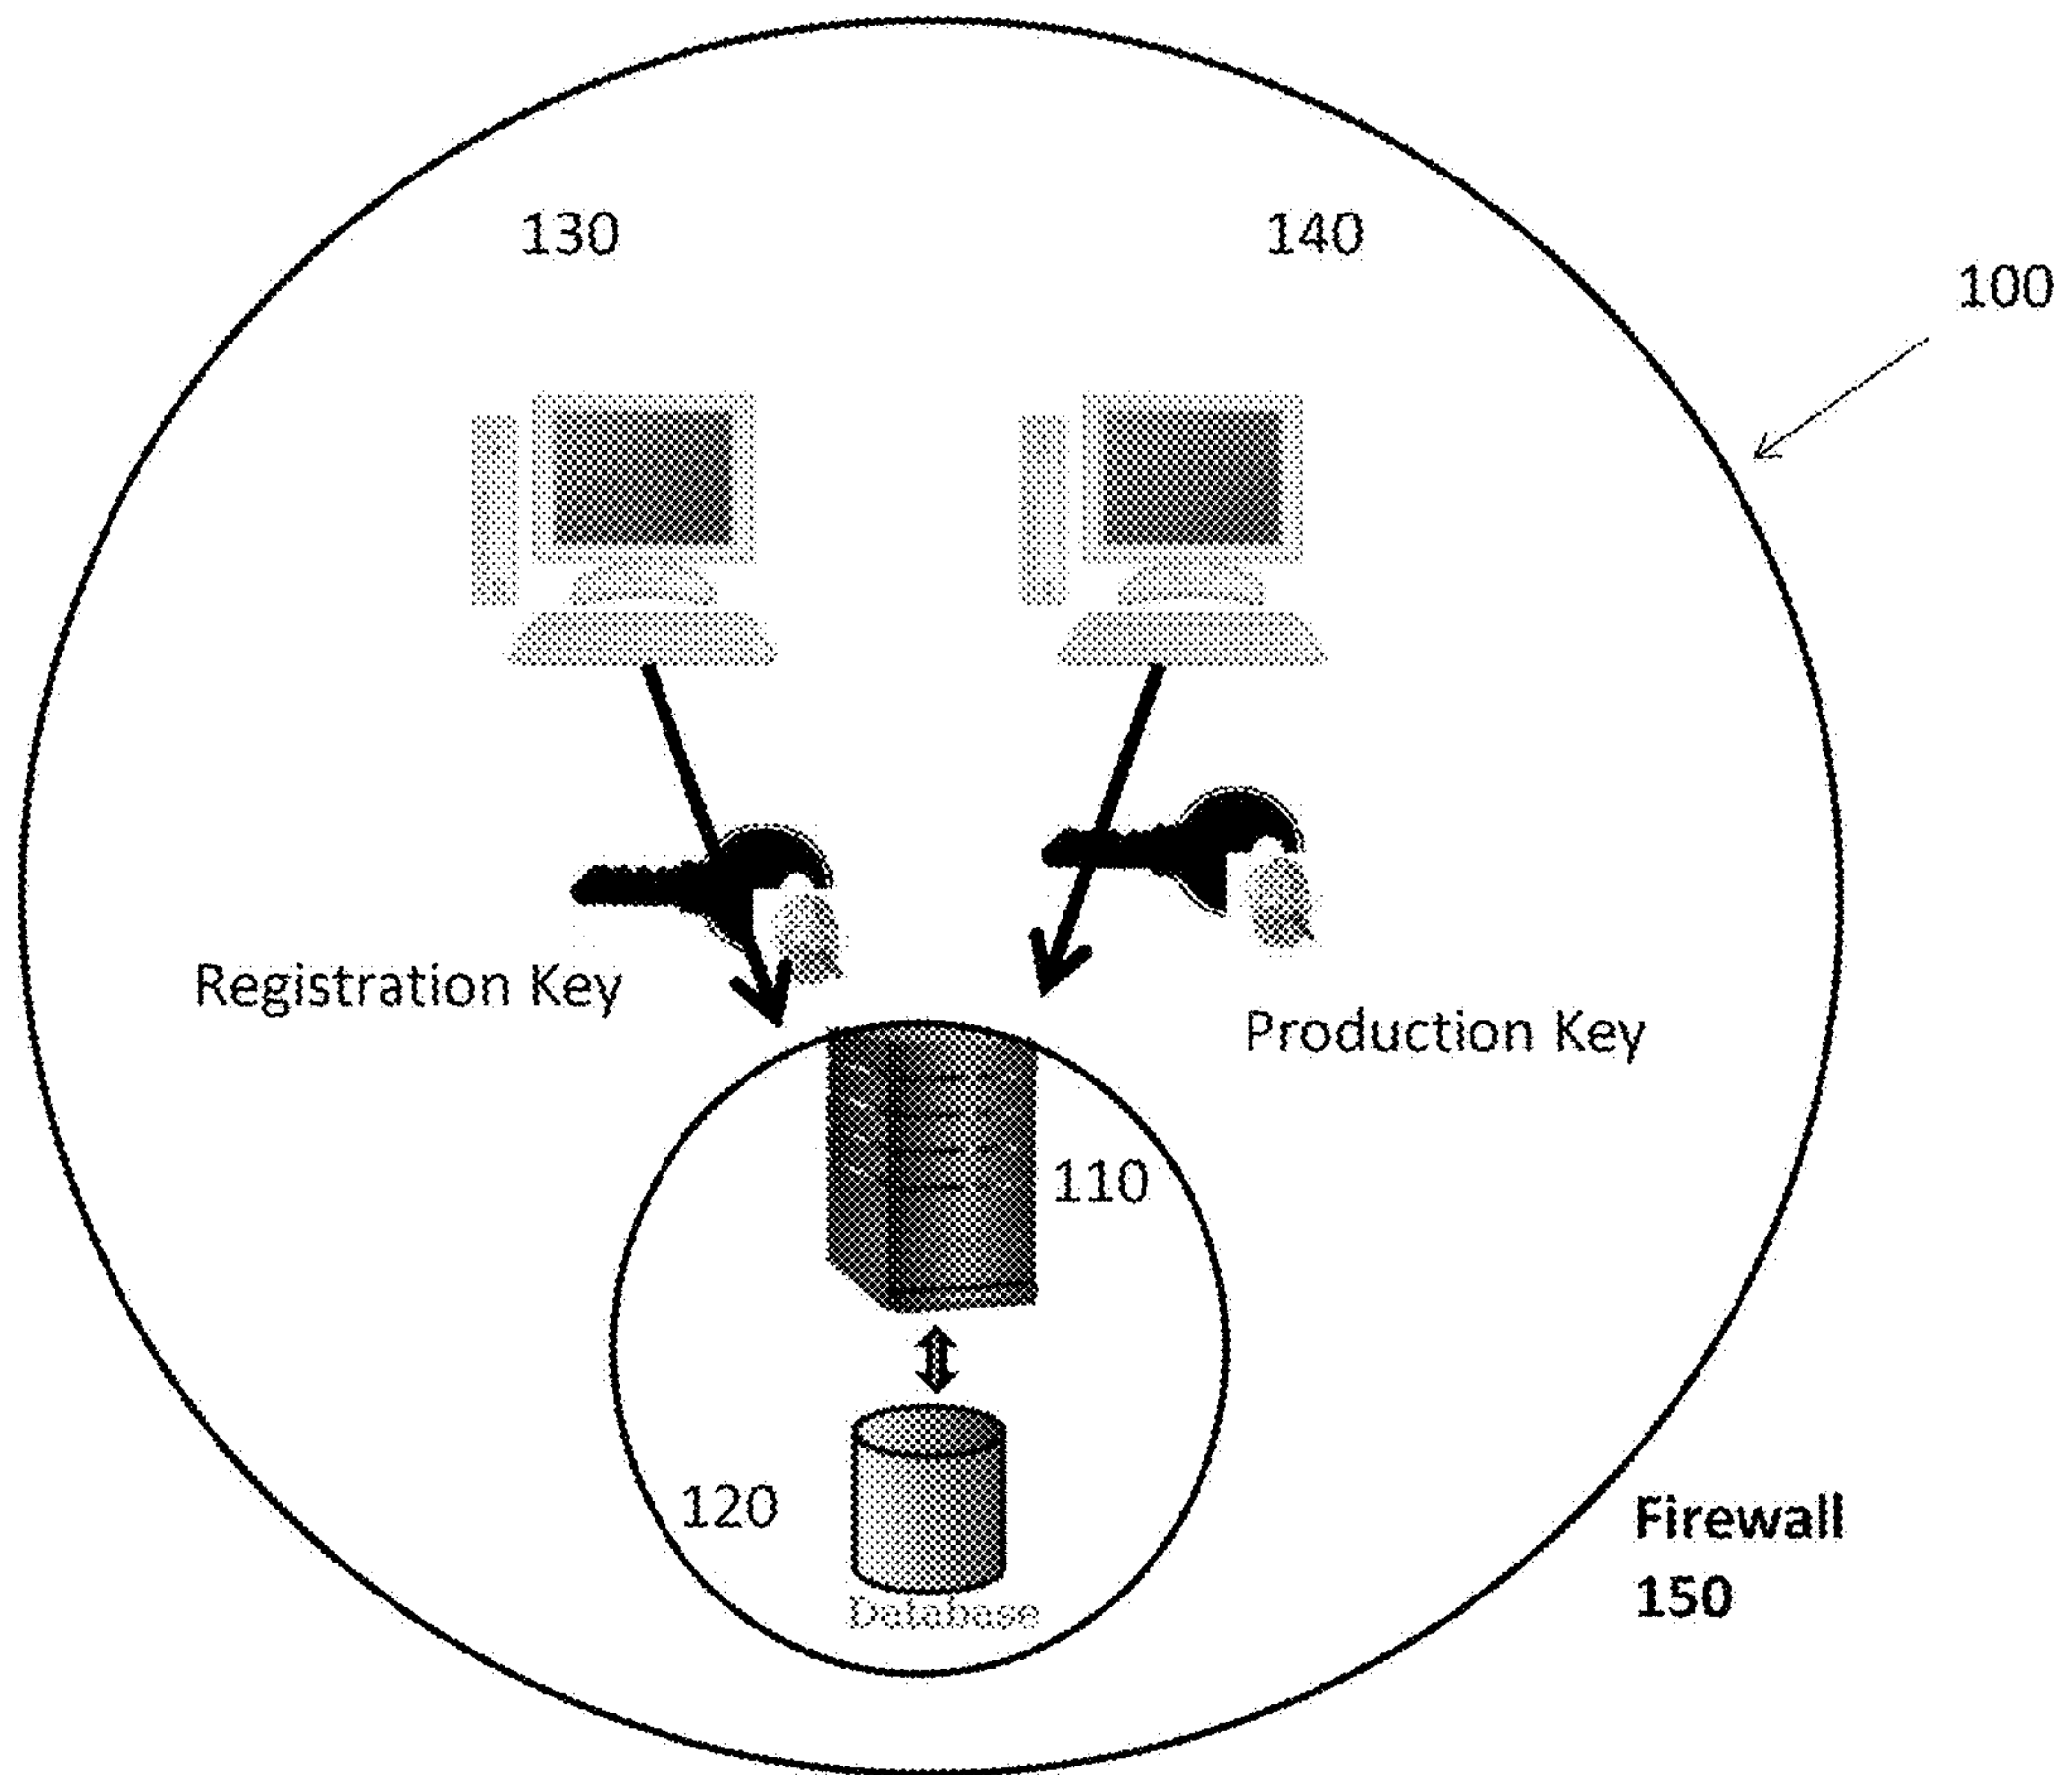 130
140
100
Registration Key
Production Key
110
120
Database
Firewall
150